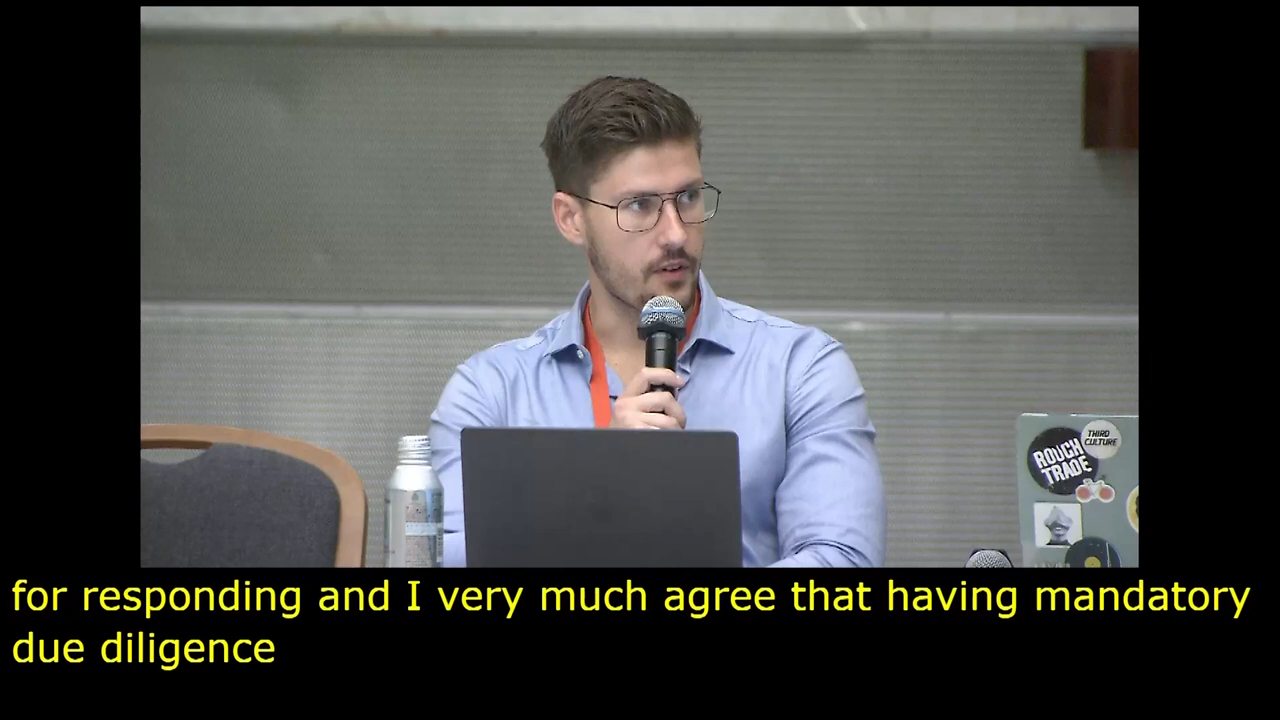 THIRD
CULTURE
ROUGH
TRADE
for responding and I very much agree that having mandatory
due diligence